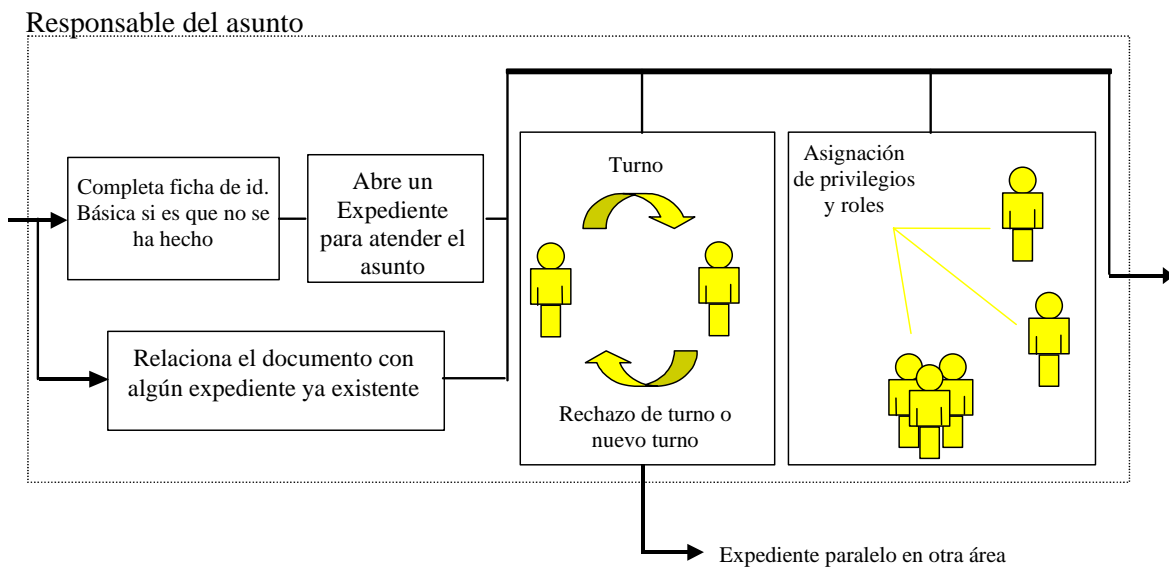 Responsable del asunto
Completa ficha de id.
Básica si es que no se
ha hecho
Abre un
Expediente
para atender el
asunto
Relaciona el documento con
algún expediente ya existente
Turno
Rechazo de turno o
nuevo turno
Asignación
de privilegios
y roles
Expediente paralelo en otra área